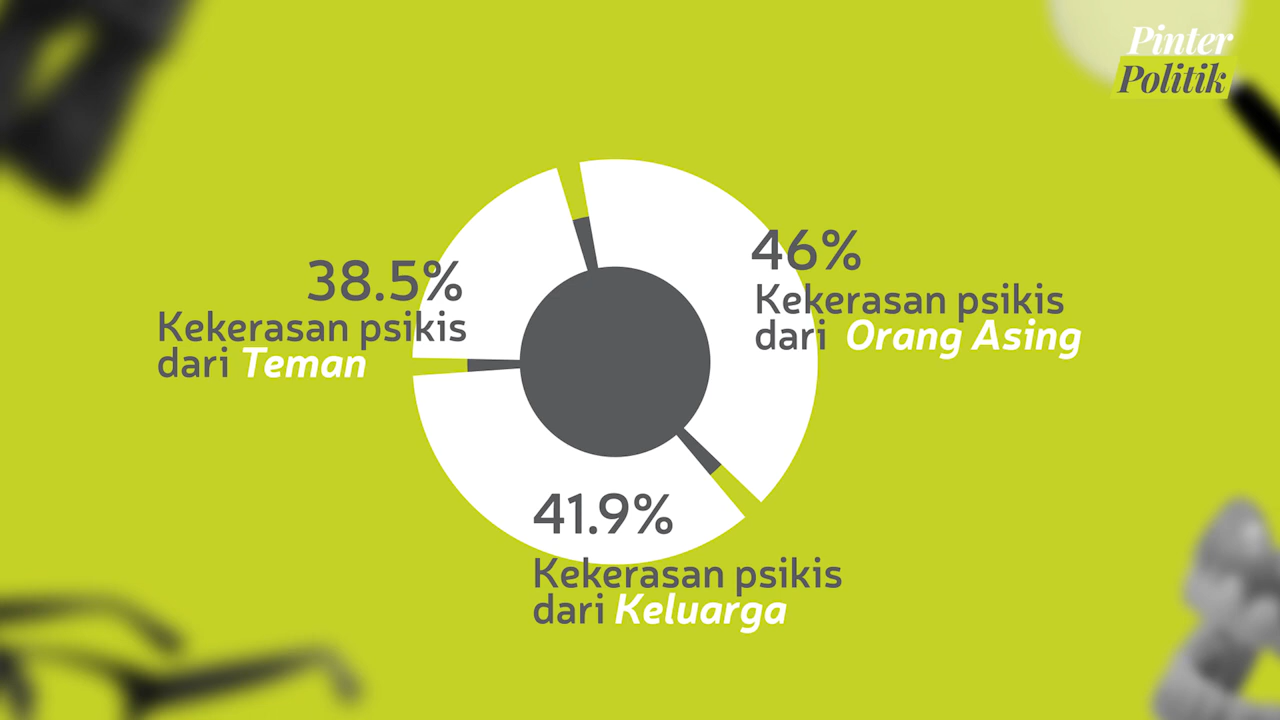 Pinter
Politik
38.5%
Kekerasan psikis
dari Teman
46%
Kekerasan psikis
dari Orang Asing
41.9%
Kekerasan psikis
dari Keluarga